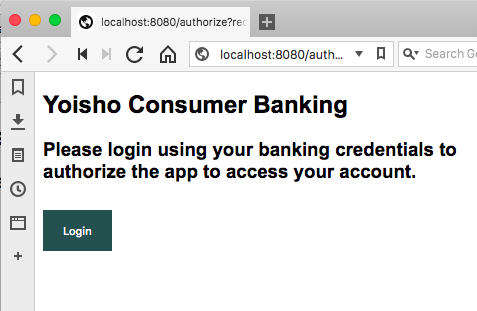 localhost:8080/authorize?rec
localhost:8080/auth...
Search Go
Yoisho Consumer Banking
Please login using your banking credentials to
authorize the app to access your account.
Login